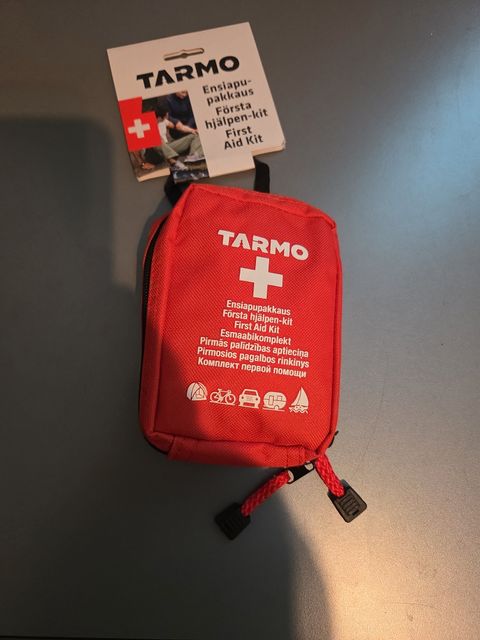 TARMO
Ensiapu-
pakkaus
Första
hjälpen-kit
First
Aid Kit
TARMO
Ensiapupakkaus
Första hjälpen-kit
First Aid Kit
Esmaabikomplekt
Pirmās palīdzības aptieciņa
Pirmosios pagalbos rinkinys
Комплект первой помощи